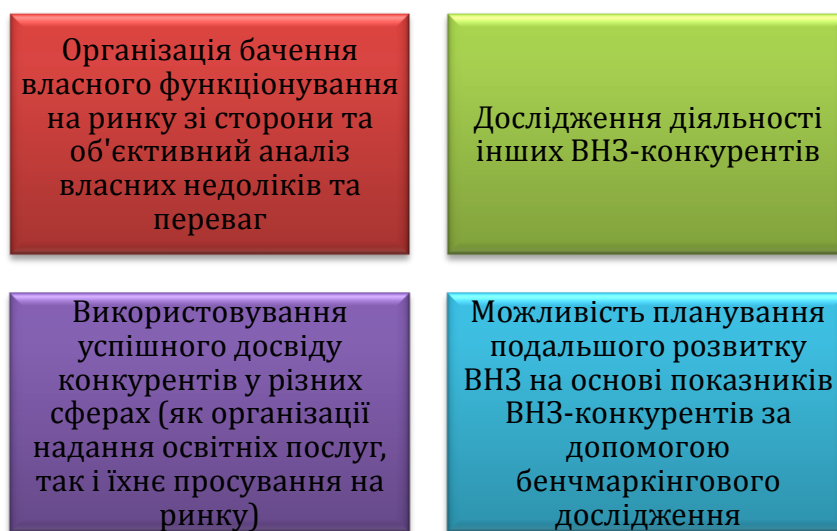 Організація бачення
власного функціонування
на ринку зі сторони та
об'єктивний аналіз
власних недоліків та
переваг
Дослідження діяльності
інших ВНЗ-конкурентів
Використовування
успішного досвіду
конкурентів у різних
сферах (як організації
надання освітніх послуг,
так і їхнє просування на
ринку)
Можливість планування
подальшого розвитку
ВНЗ на основі показників
ВНЗ-конкурентів за
допомогою
бенчмаркінгового
дослідження